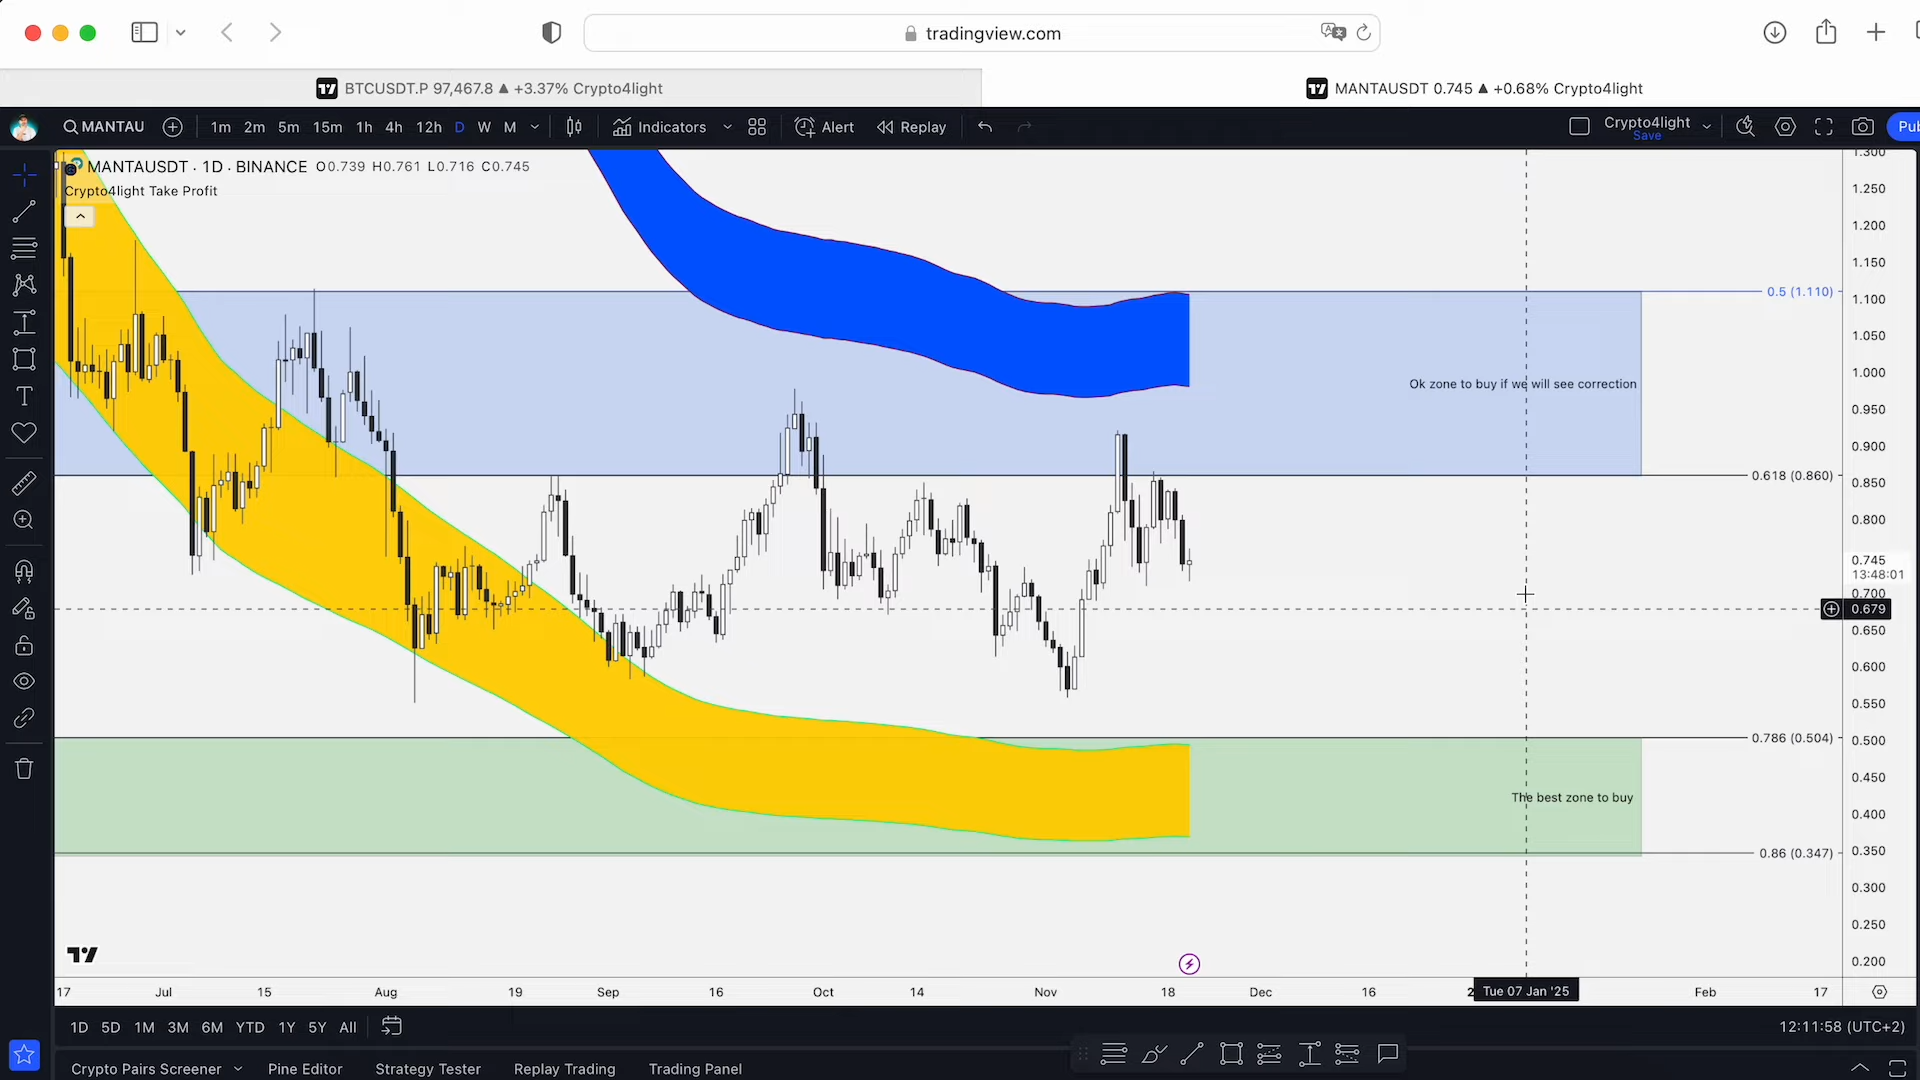 tradingview.com
BTCUSDT.P 97,467.8 ▲ +3.37% Crypto4light
MANTAUSDT 0.745 ▲ +0.68% Crypto4light
MANTAU
1m 2m 5m 15m 1h 4h 12h D W M
Indicators
Alert
Replay
Crypto4light
Save
Pub
MANTAUSDT · 1D · BINANCE O0.739 H0.761 L0.716 C0.745
Crypto4light Take Profit
1.300
1.250
1.200
1.150
0.5 (1.110)
1.100
1.050
1.000
Ok zone to buy if we will see correction
0.950
0.900
0.618 (0.860)
0.850
0.800
0.745
13:48:01
0.700
0.679
0.650
0.600
0.550
0.786 (0.504)
0.500
0.450
The best zone to buy
0.400
0.86 (0.347)
0.350
0.300
0.250
0.200
17 Jul 15 Aug 19 Sep 16 Oct 14 Nov 18 Dec 16 2 Tue 07 Jan '25 Feb 17
1D 5D 1M 3M 6M YTD 1Y 5Y All
12:11:58 (UTC+2)
Crypto Pairs Screener
Pine Editor
Strategy Tester
Replay Trading
Trading Panel